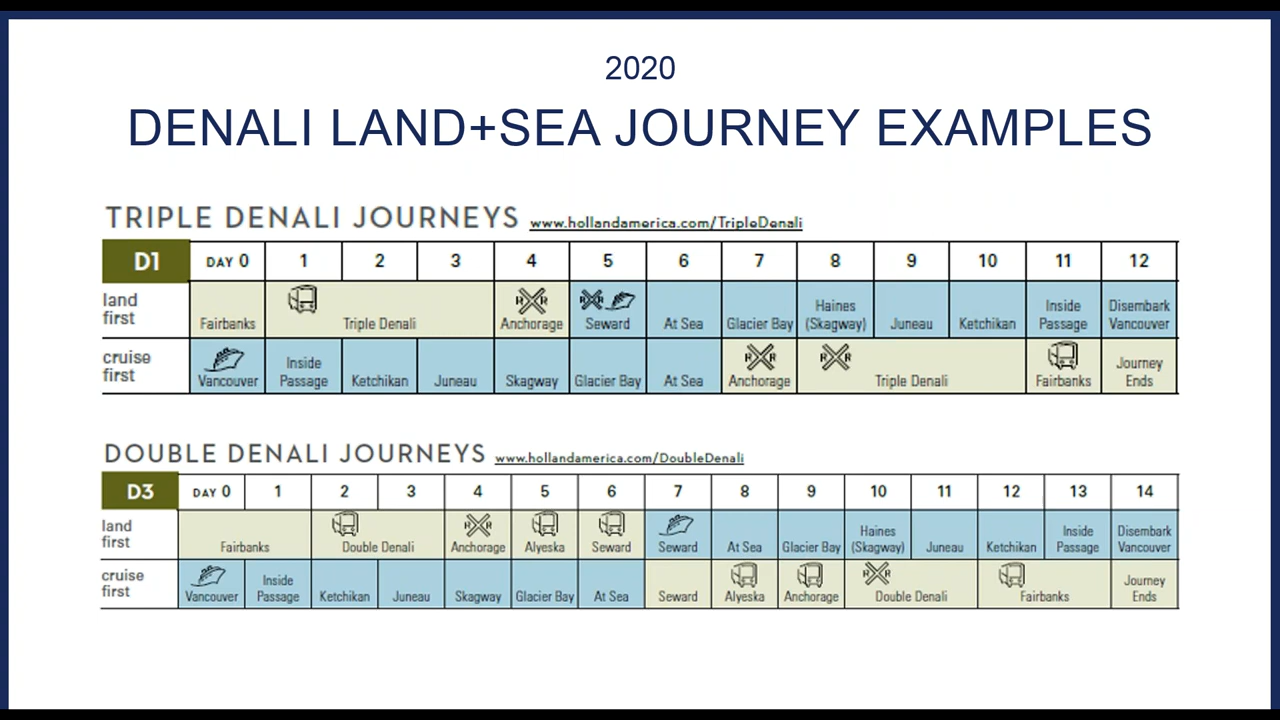 2020
DENALI LAND+SEA JOURNEY EXAMPLES
TRIPLE DENALI JOURNEYS www.hollandamerica.com/TripleDenali
D1 DAY 0 1 2 3 4 5 6 7 8 9 10 11 12
land first Fairbanks Triple Denali Anchorage Seward At Sea Glacier Bay Haines (Skagway) Juneau Ketchikan Inside Passage Disembark Vancouver
cruise first Vancouver Inside Passage Ketchikan Juneau Skagway Glacier Bay At Sea Anchorage Triple Denali Fairbanks Journey Ends
DOUBLE DENALI JOURNEYS www.hollandamerica.com/DoubleDenali
D3 DAY 0 1 2 3 4 5 6 7 8 9 10 11 12 13 14
land first Fairbanks Double Denali Anchorage Alyeska Seward Seward At Sea Glacier Bay Haines (Skagway) Juneau Ketchikan Inside Passage Disembark Vancouver
cruise first Vancouver Inside Passage Ketchikan Juneau Skagway Glacier Bay At Sea Seward Alyeska Anchorage Double Denali Fairbanks Journey Ends